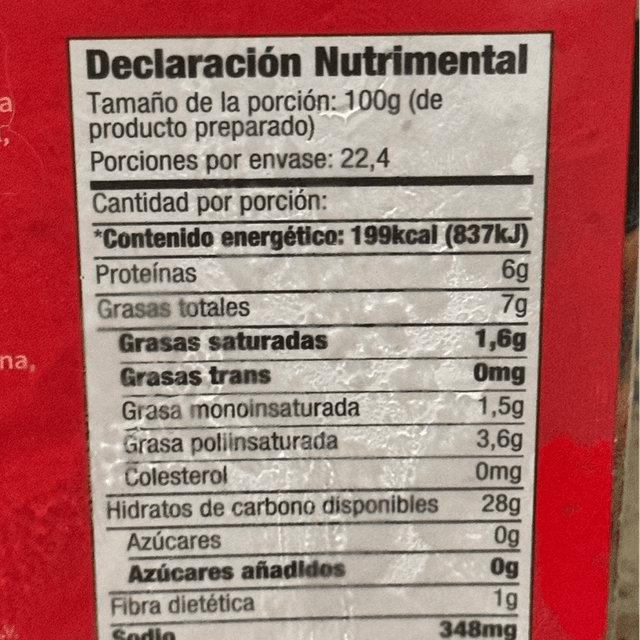 Declaración Nutrimental
Tamaño de la porción: 100g (de
producto preparado)
Porciones por envase: 22,4
Cantidad por porción:
*Contenido energético: 199kcal (837kJ)
Proteínas 6g
Grasas totales 7g
Grasas saturadas 1,6g
Grasas trans 0mg
Grasa monoinsaturada 1,5g
Grasa poliinsaturada 3,6g
Colesterol 0mg
Hidratos de carbono disponibles 28g
Azúcares 0g
Azúcares añadidos 0g
Fibra dietética 1g
Sodio 348mg